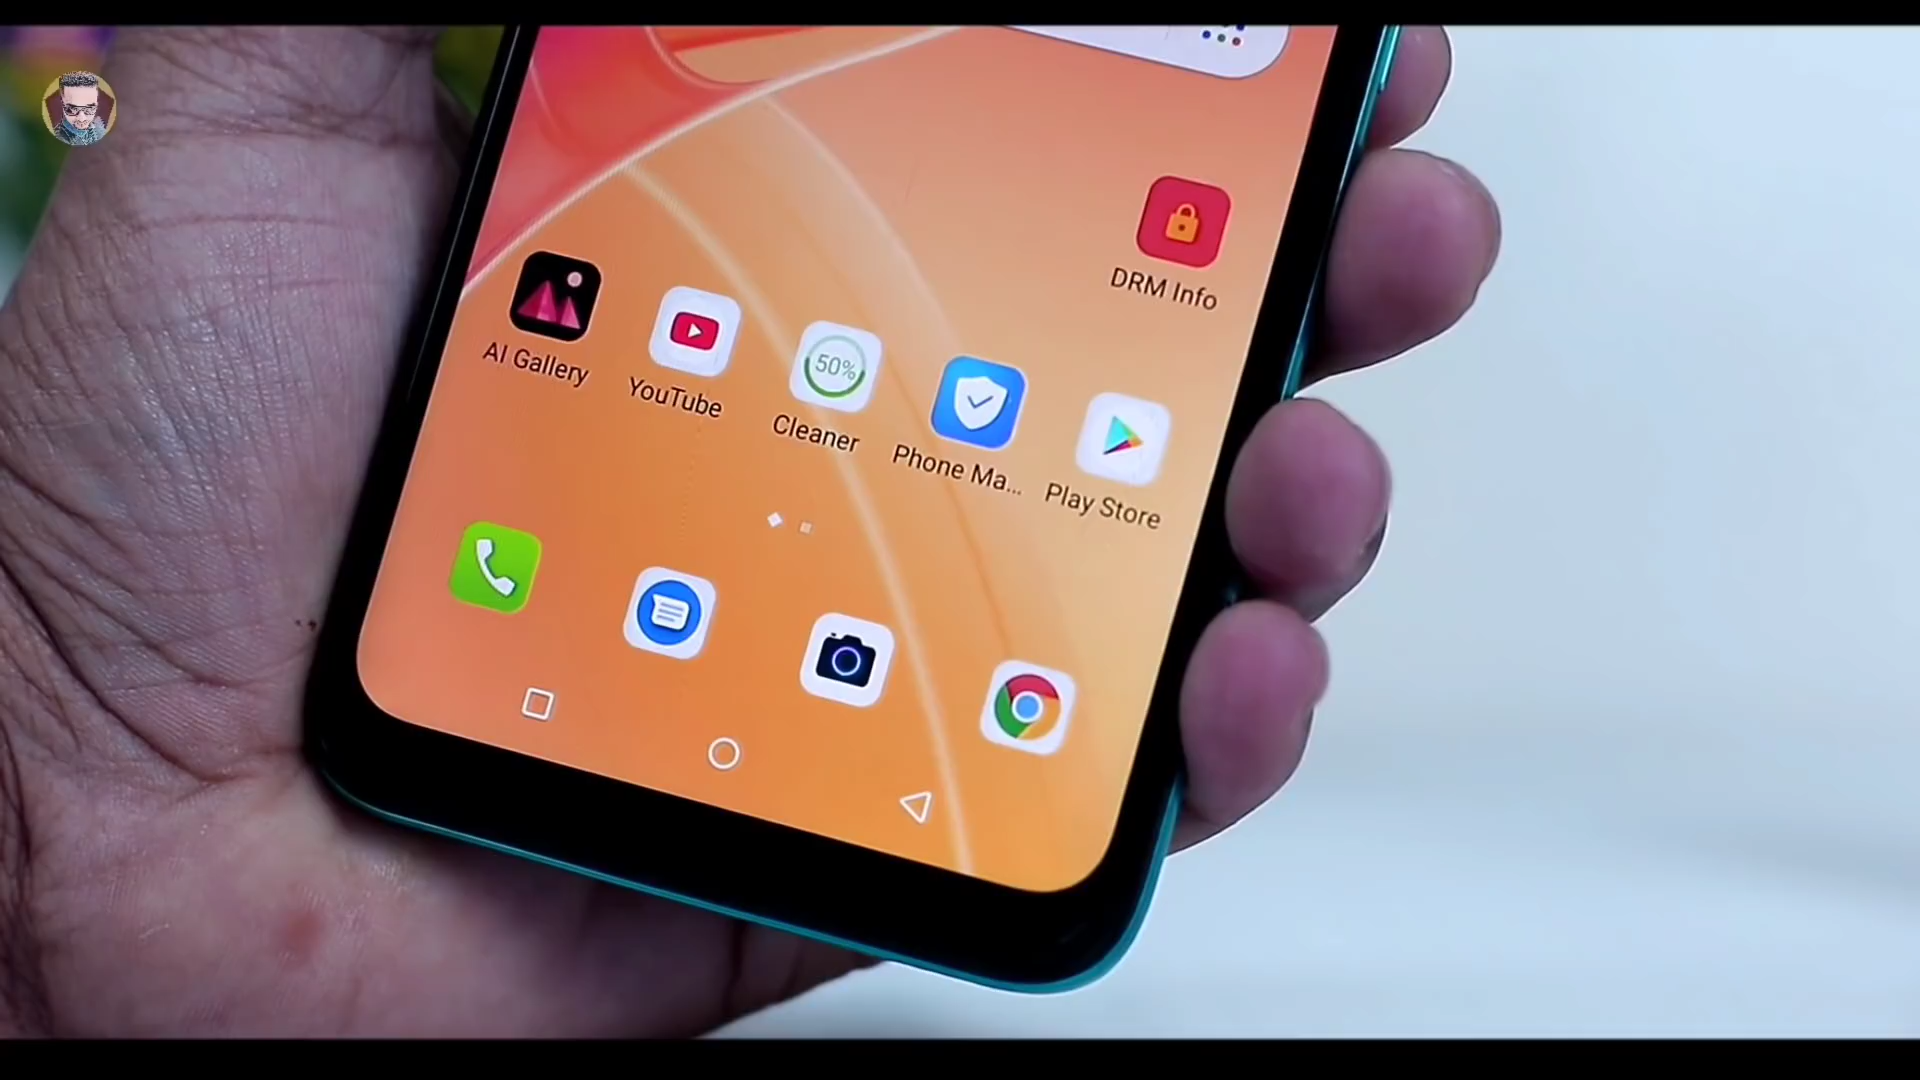 DRM Info
AI Gallery
YouTube
50%
Cleaner
Phone Ma...
Play Store